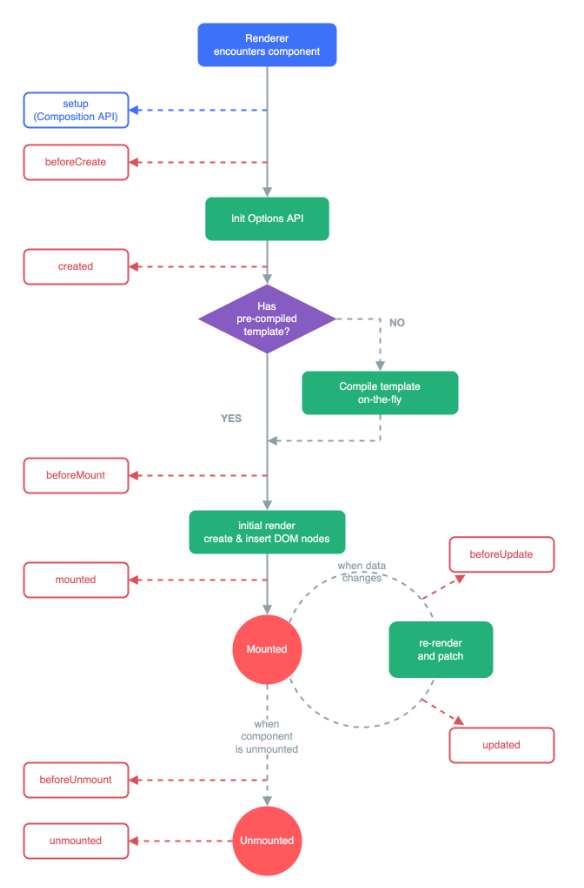 Renderer
encounters component
setup
(Composition API)
beforeCreate
Init Options API
created
Has
pre-compiled
template?
NO
Compile template
on-the-fly
YES
beforeMount
initial render
create & insert DOM nodes
beforeUpdate
when data
changes
mounted
Mounted
re-render
and patch
when
component
is unmounted
updated
beforeUnmount
unmounted
Unmounted